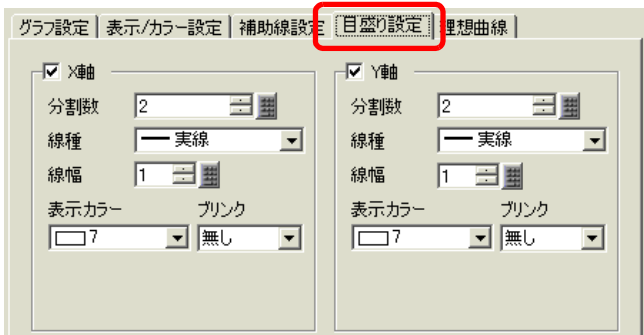 グラフ設定 表示/カラー設定 補助線設定 目盛り設定 理想曲線
X軸 Y軸
分割数 2 分割数 2
線種 実線 線種 実線
線幅 1 線幅 1
表示カラー ブリンク 表示カラー ブリンク
7 無し 7 無し